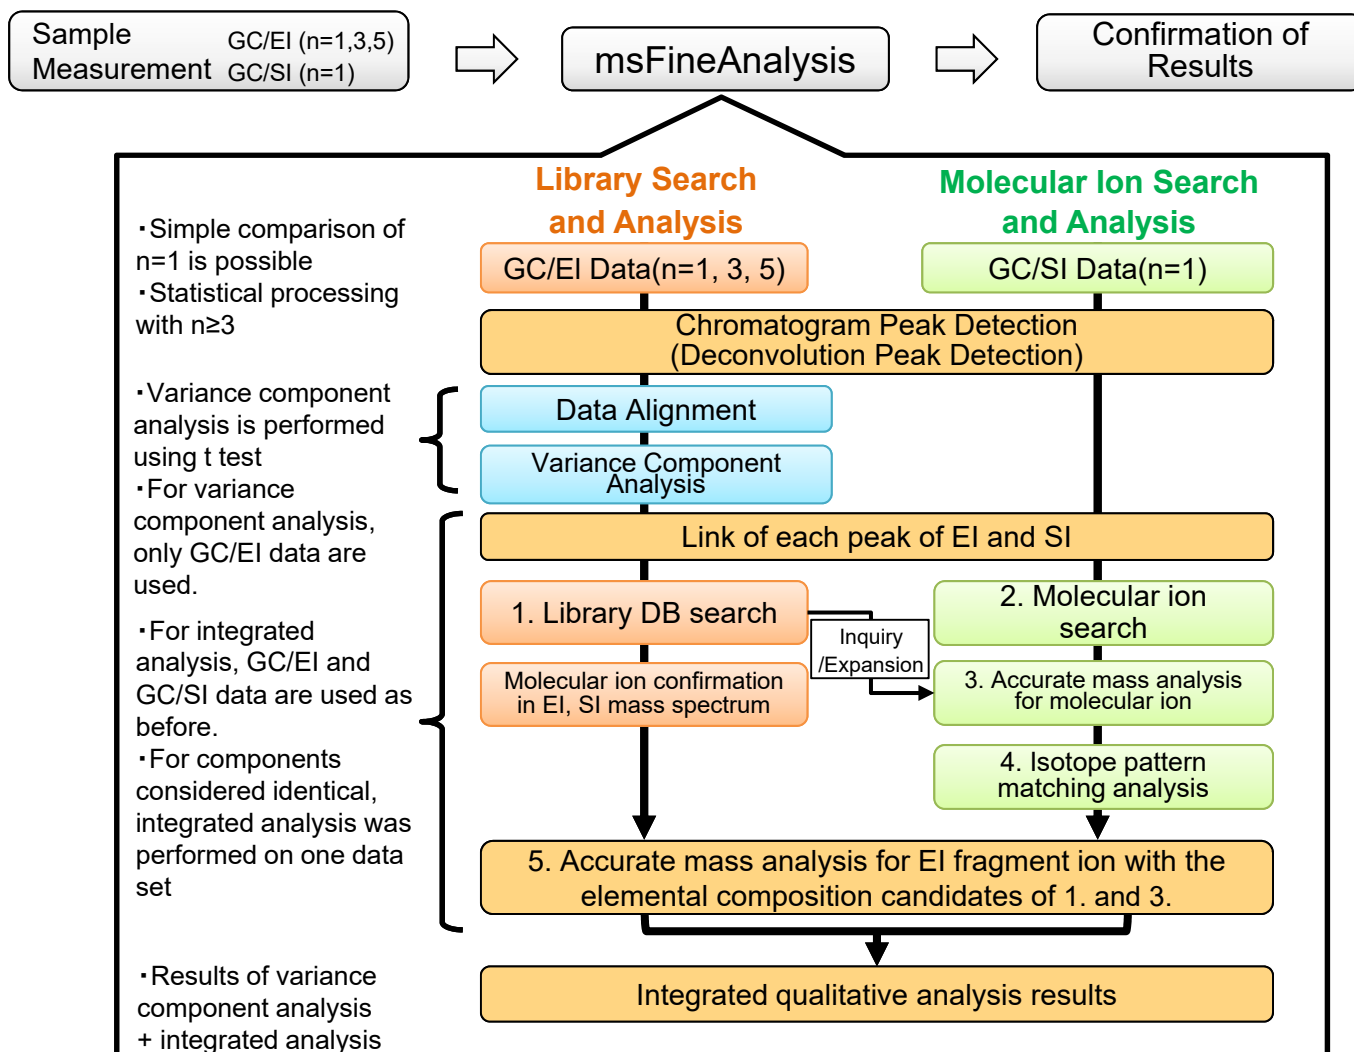 Sample
Measurement
GC/EI (n=1,3,5)
GC/SI (n=1)
msFineAnalysis
Confirmation of
Results
Library Search
and Analysis
Molecular Ion Search
and Analysis
・Simple comparison of
n=1 is possible
・Statistical processing
with n≥3
GC/EI Data(n=1, 3, 5)
GC/SI Data(n=1)
Chromatogram Peak Detection
(Deconvolution Peak Detection)
・Variance component
analysis is performed
using t test
・For variance
component analysis,
only GC/EI data are
used.
Data Alignment
Variance Component
Analysis
Link of each peak of EI and SI
・For integrated
analysis, GC/EI and
GC/SI data are used as
before.
・For components
considered identical,
integrated analysis was
performed on one data
set
1. Library DB search
Inquiry
/Expansion
2. Molecular ion
search
Molecular ion confirmation
in EI, SI mass spectrum
3. Accurate mass analysis
for molecular ion
4. Isotope pattern
matching analysis
5. Accurate mass analysis for EI fragment ion with the
elemental composition candidates of 1. and 3.
・Results of variance
component analysis
+ integrated analysis
Integrated qualitative analysis results